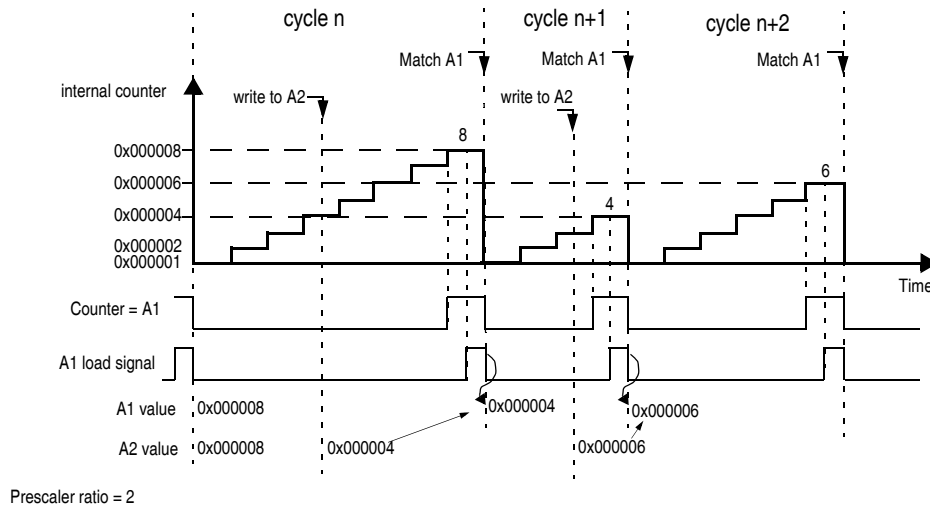 cycle n
cycle n+1
cycle n+2
Match A1
Match A1
Match A1
internal counter
write to A2
write to A2
8
0x000008
6
0x000006
4
0x000004
0x000002
0x000001
Time
Counter = A1
A1 load signal
A1 value
0x000008
0x000004
0x000006
A2 value
0x000008
0x000004
0x000006
Prescaler ratio = 2